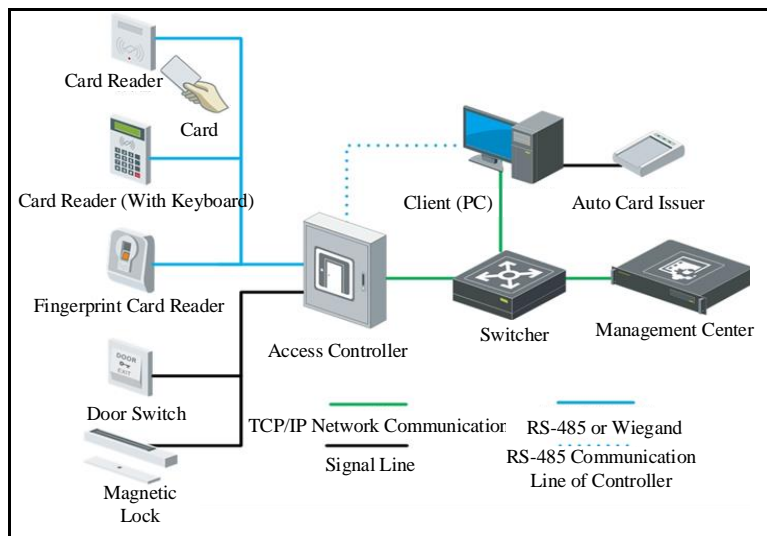 Card Reader
Card
Card Reader (With Keyboard)
Client (PC)
Auto Card Issuer
Fingerprint Card Reader
Access Controller
Switcher
Management Center
DOOR
EXIT
Door Switch
TCP/IP Network Communication
RS-485 or Wiegand
Signal Line
RS-485 Communication
Line of Controller
Magnetic
Lock